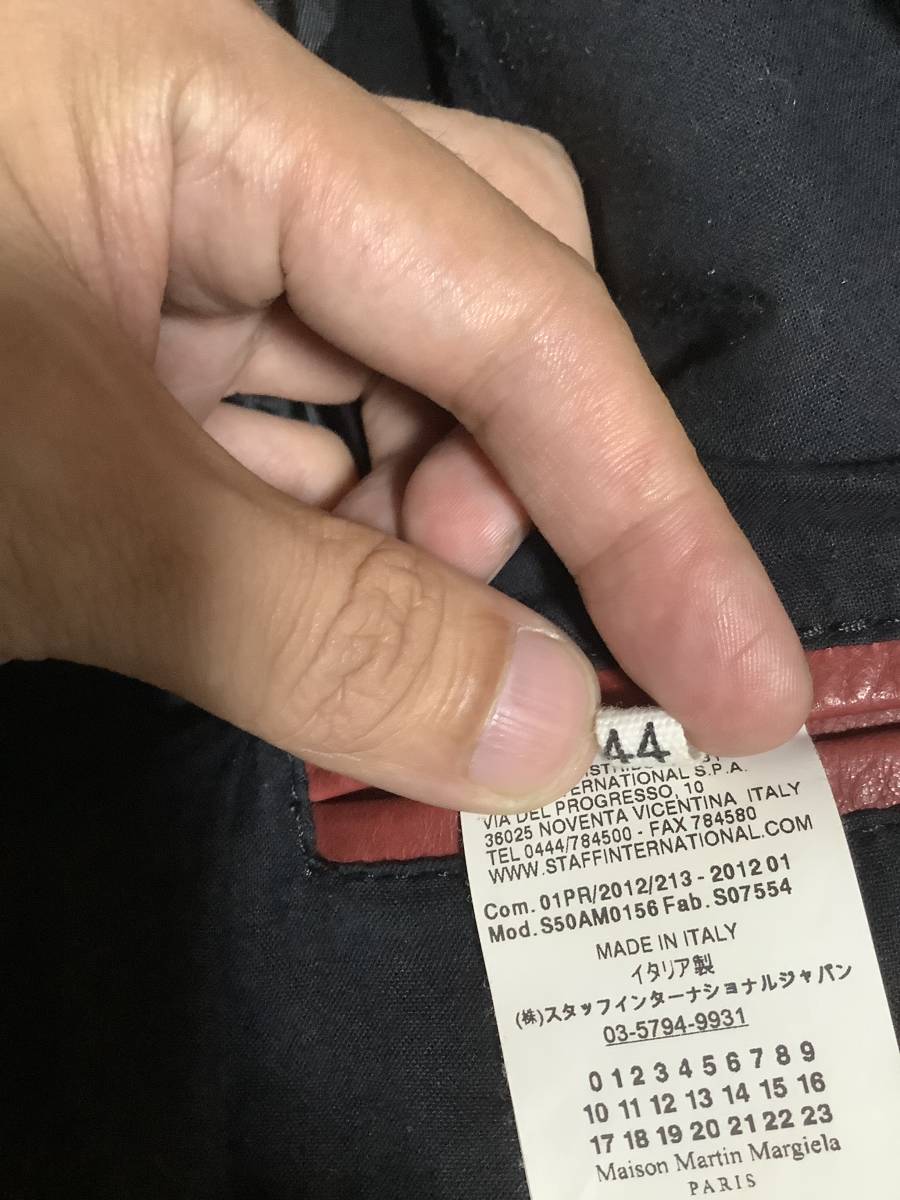 44
INTERNATIONAL S.P.A.
VIA DEL PROGRESSO, 10
36025 NOVENTA VICENTINA ITALY
TEL 0444/784500 - FAX 784580
WWW.STAFFINTERNATIONAL.COM
Com. 01PR/2012/213 - 2012 01
Mod. S50AM0156 Fab. S07554
MADE IN ITALY
イタリア製
(株)スタッフインターナショナルジャパン
03-5794-9931
0 1 2 3 4 5 6 7 8 9
10 11 12 13 14 15 16
17 18 19 20 21 22 23
Maison Martin Margiela
PARIS